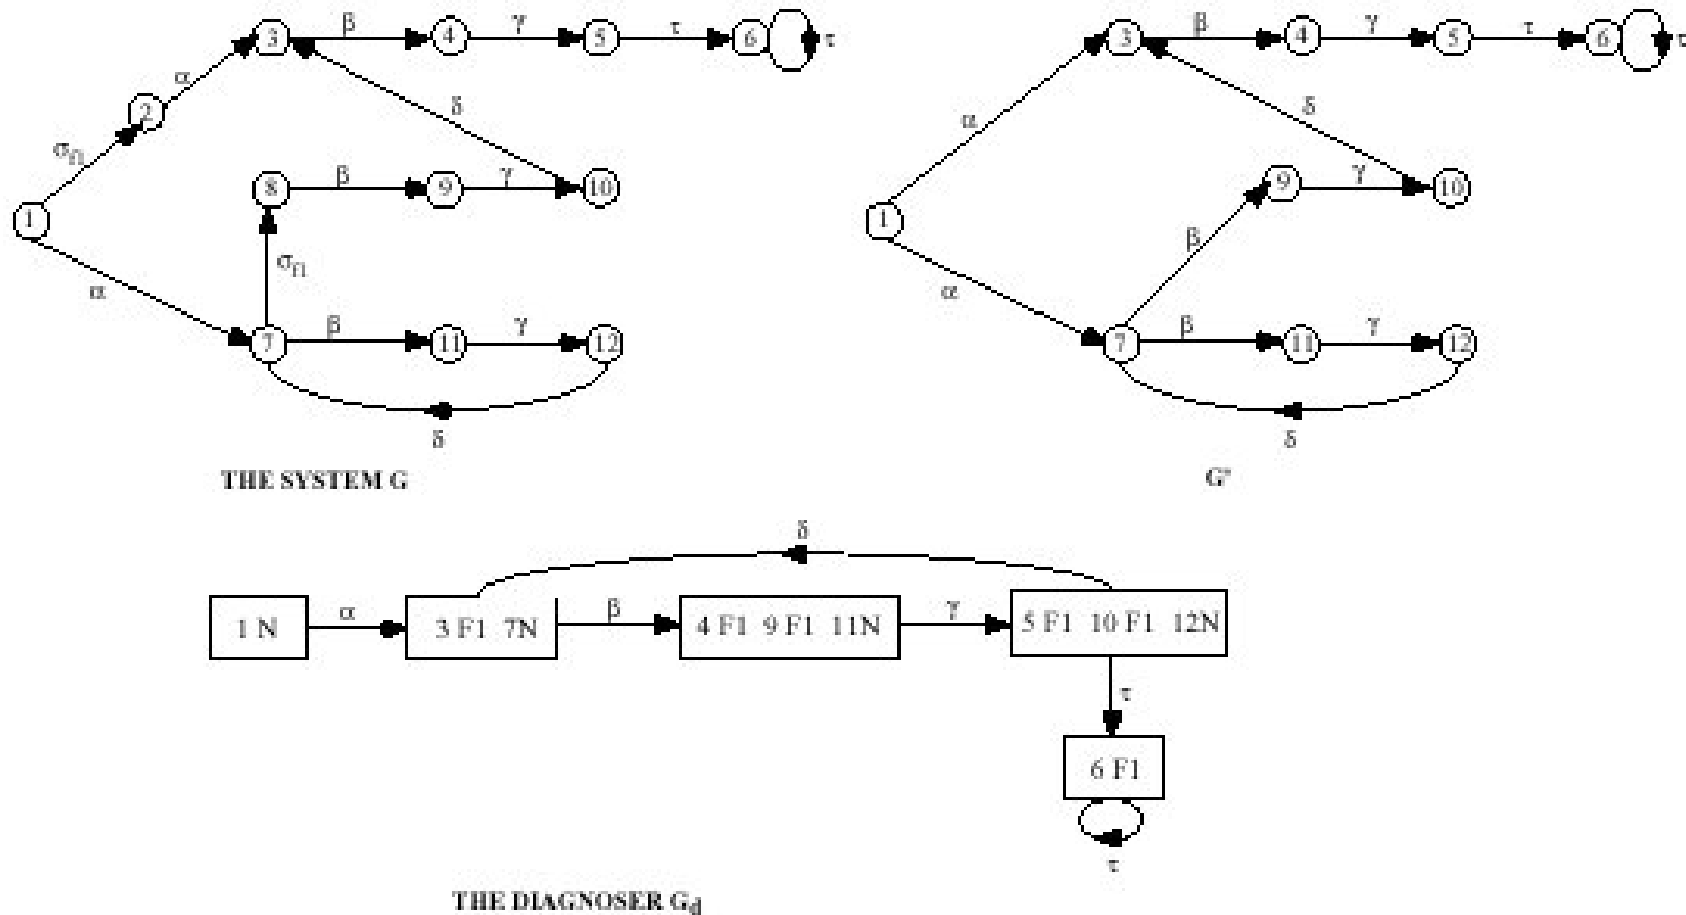 3 β 4 γ 5 τ 6 τ
α
2
δ
σf1
8 β 9 γ 10
1
σf1
α
7 β 11 γ 12
δ
THE SYSTEM G
3 β 4 γ 5 τ 6 τ
α
δ
9 γ 10
1
β
α
7 β 11 γ 12
δ
G'
δ
1 N α 3 F1 7N β 4 F1 9 F1 11N γ 5 F1 10 F1 12N
τ
6 F1
τ
THE DIAGNOSER Gd